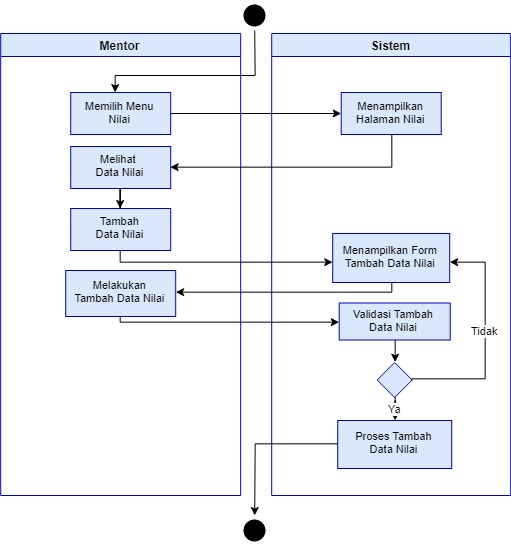 Mentor
Sistem
Memilih Menu
Nilai
Menampilkan
Halaman Nilai
Melihat
Data Nilai
Tambah
Data Nilai
Menampilkan Form
Tambah Data Nilai
Melakukan
Tambah Data Nilai
Validasi Tambah
Data Nilai
Tidak
Ya
Proses Tambah
Data Nilai